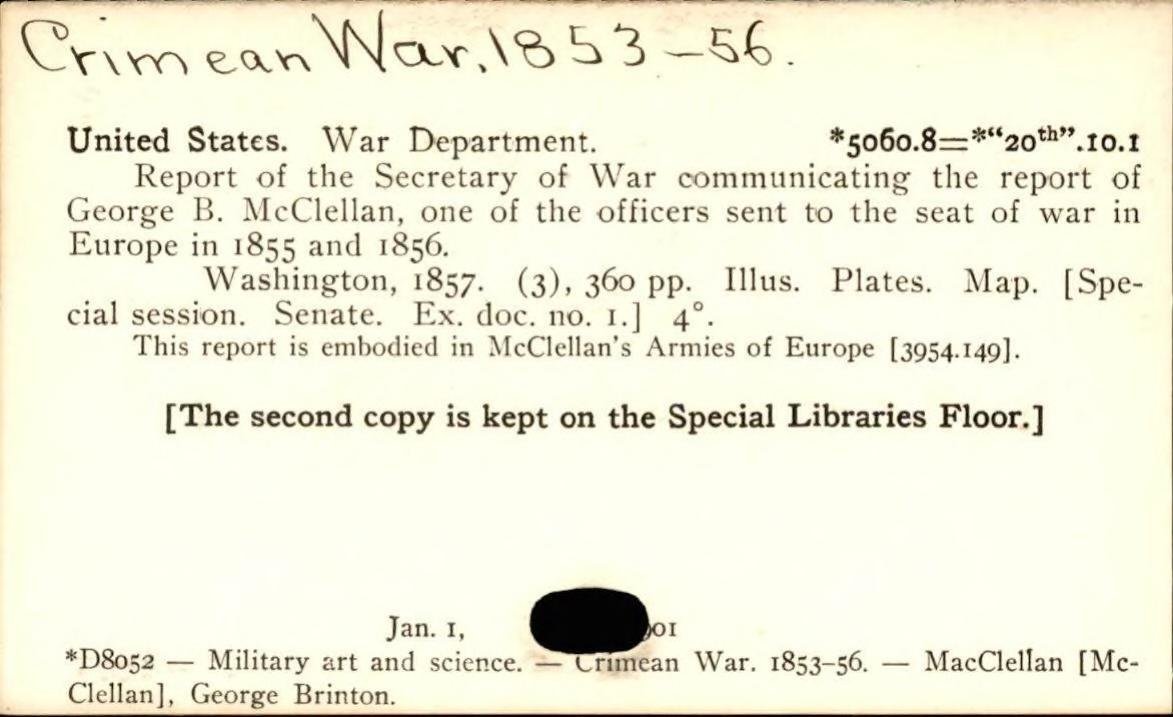 Crimean War. 1853-56.
United States. War Department. *5060.8=*"20th".10.1
Report of the Secretary of War communicating the report of
George B. McClellan, one of the officers sent to the seat of war in
Europe in 1855 and 1856.
Washington, 1857. (3), 360 pp. Illus. Plates. Map. [Spe-
cial session. Senate. Ex. doc. no. 1.] 4°.
This report is embodied in McClellan's Armies of Europe [3954.149].
[The second copy is kept on the Special Libraries Floor.]
Jan. 1, 01
*D8052 — Military art and science. — Crimean War. 1853-56. — MacClellan [Mc-
Clellan], George Brinton.